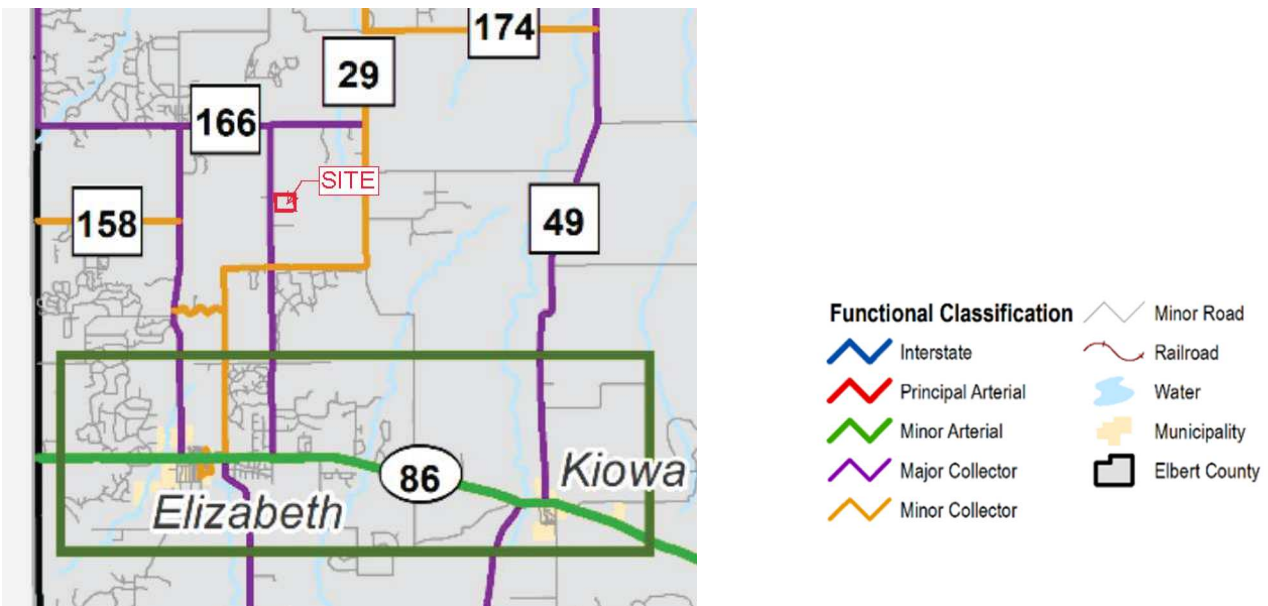 174
29
166
SITE
158
49
86
Kiowa
Elizabeth
Functional Classification
Interstate
Principal Arterial
Minor Arterial
Major Collector
Minor Collector
Minor Road
Railroad
Water
Municipality
Elbert County